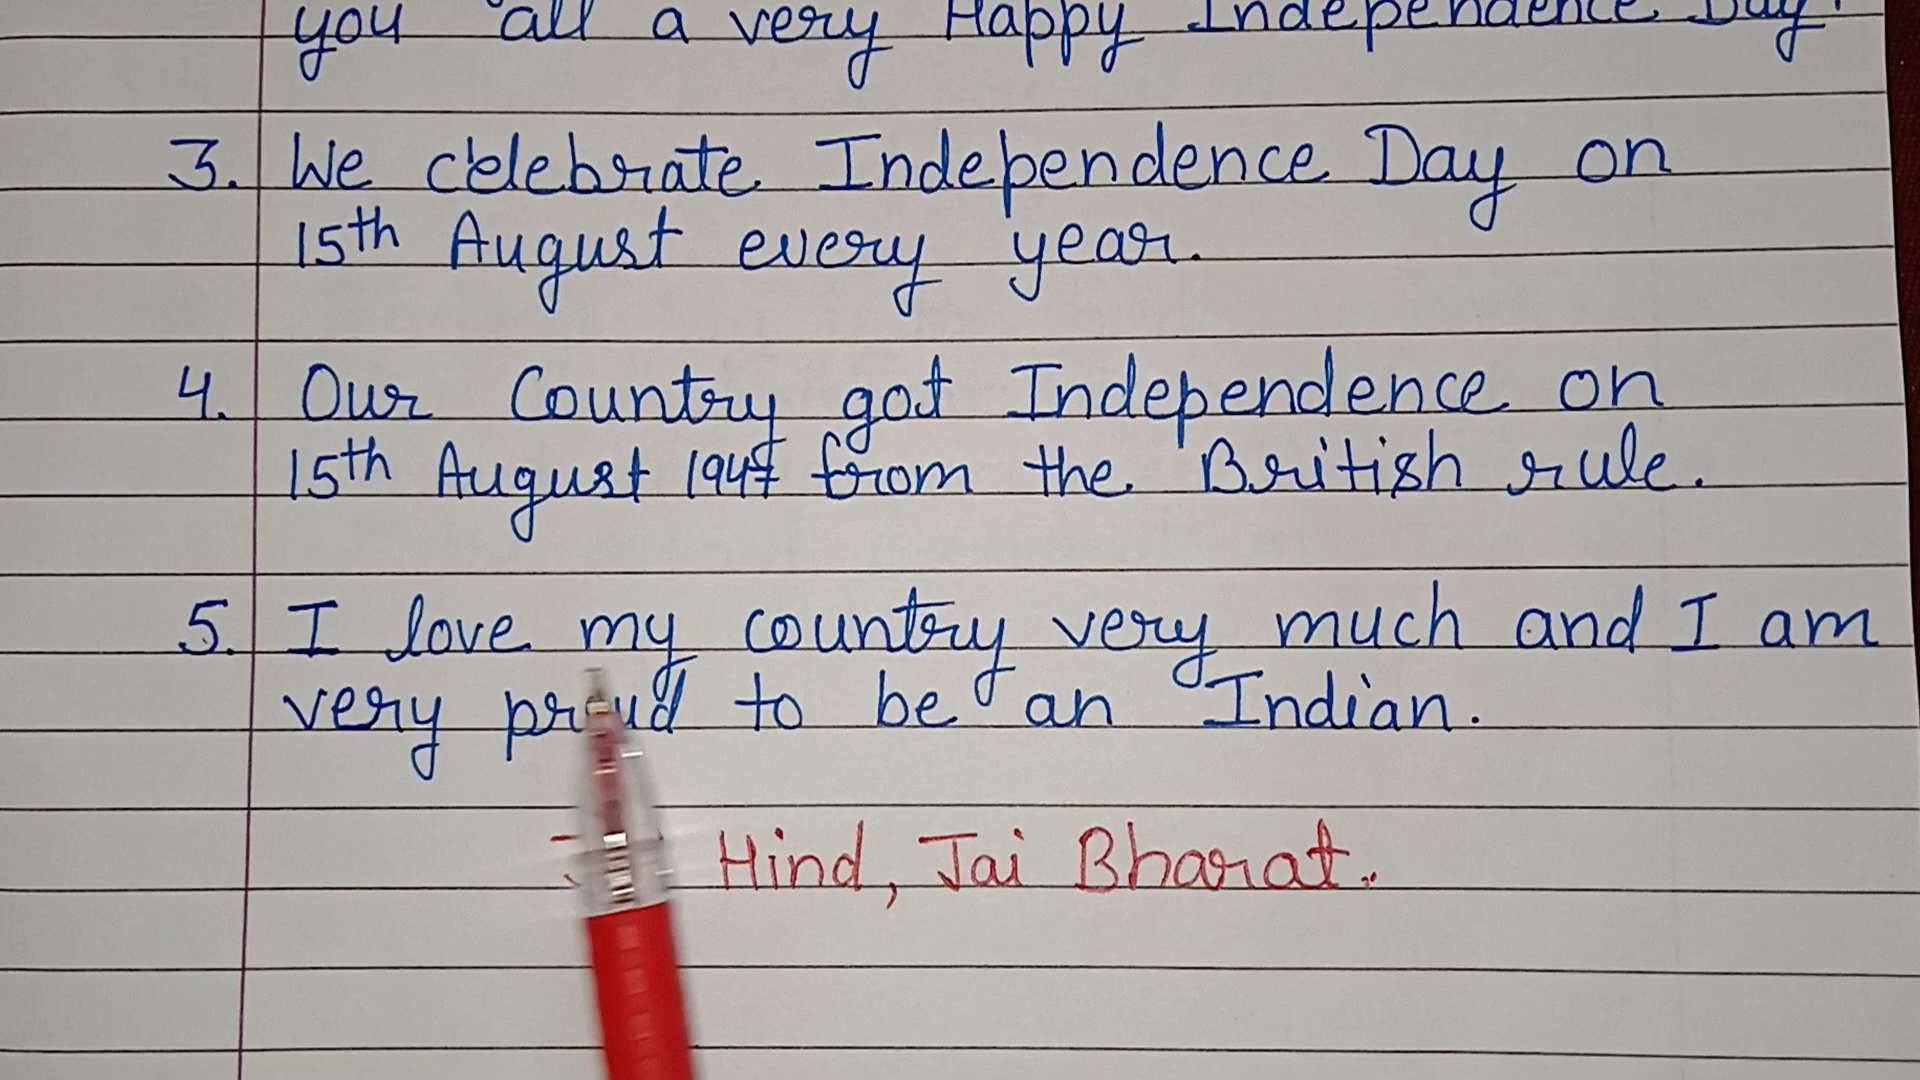 you all a very Happy Independence Day.
3. We celebrate Independence Day on
15th August every year.
4. Our Country got Independence on
15th August 1947 from the British rule.
5. I love my country very much and I am
very proud to be an Indian.
Hind, Jai Bharat.